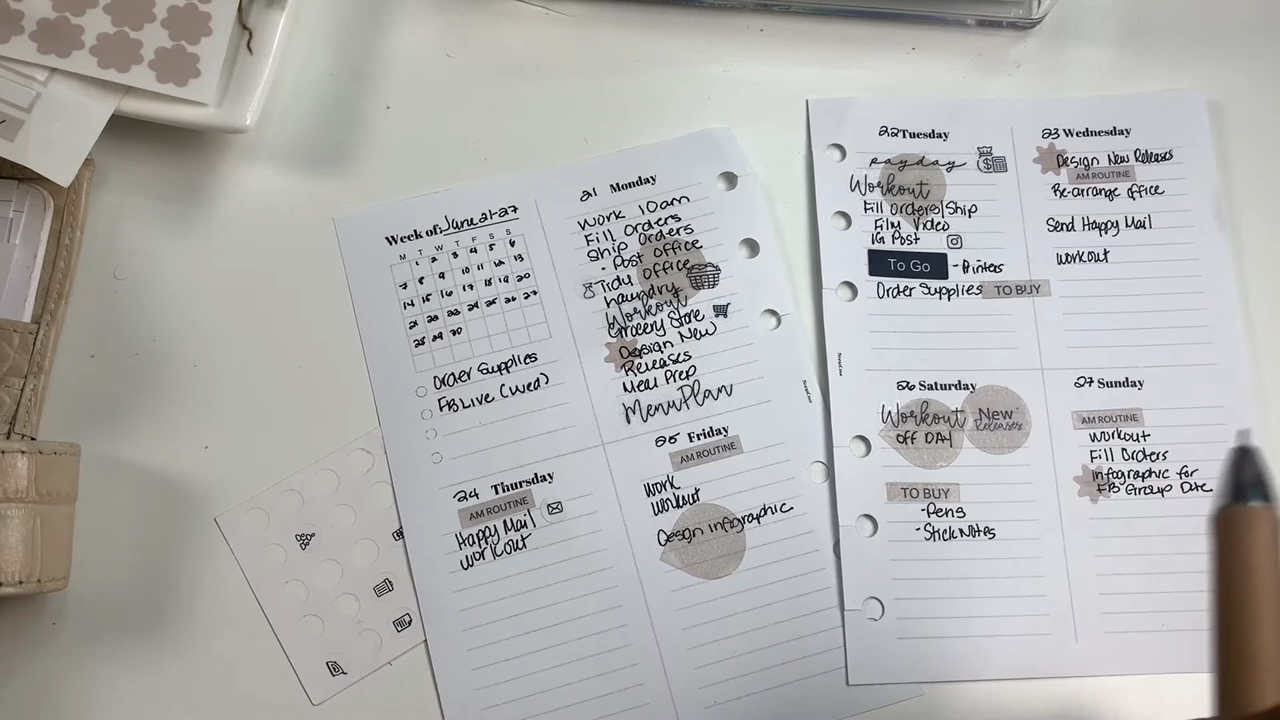 Week of: June 21-27
M T W T F S S
1 2 3 4 5 6
7 8 9 10 11 12 13
14 15 16 17 18 19 20
21 22 23 24 25 26 27
28 29 30
Order Supplies
FB Live (Wed)
21 Monday
Work 10am
Fill Orders
Ship Orders
- Post Office
Tidy Office
Laundry
Workout
Grocery Store
Design New
Releases
Meal Prep
Menu Plan
24 Thursday
AM ROUTINE
Happy Mail
workout
25 Friday
AM ROUTINE
Work
Workout
Design infographic
22 Tuesday
payday
Workout
Fill Orders/Ship
Film Video
IG Post
To Go - Printers
Order Supplies TO BUY
23 Wednesday
Design New Releases
AM ROUTINE
Re-arrange office
Send Happy Mail
workout
26 Saturday
Workout New
Releases
OFF DAY
TO BUY
- Pens
- Stick Notes
27 Sunday
AM ROUTINE
workout
Fill Orders
infographic for
FB Group Date